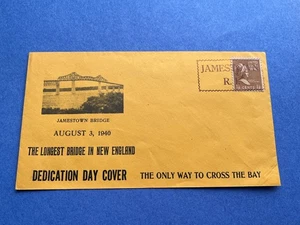 JAMESTOWN
R.
JAMESTOWN BRIDGE
AUGUST 3, 1940
THE LONGEST BRIDGE IN NEW ENGLAND
DEDICATION DAY COVER THE ONLY WAY TO CROSS THE BAY